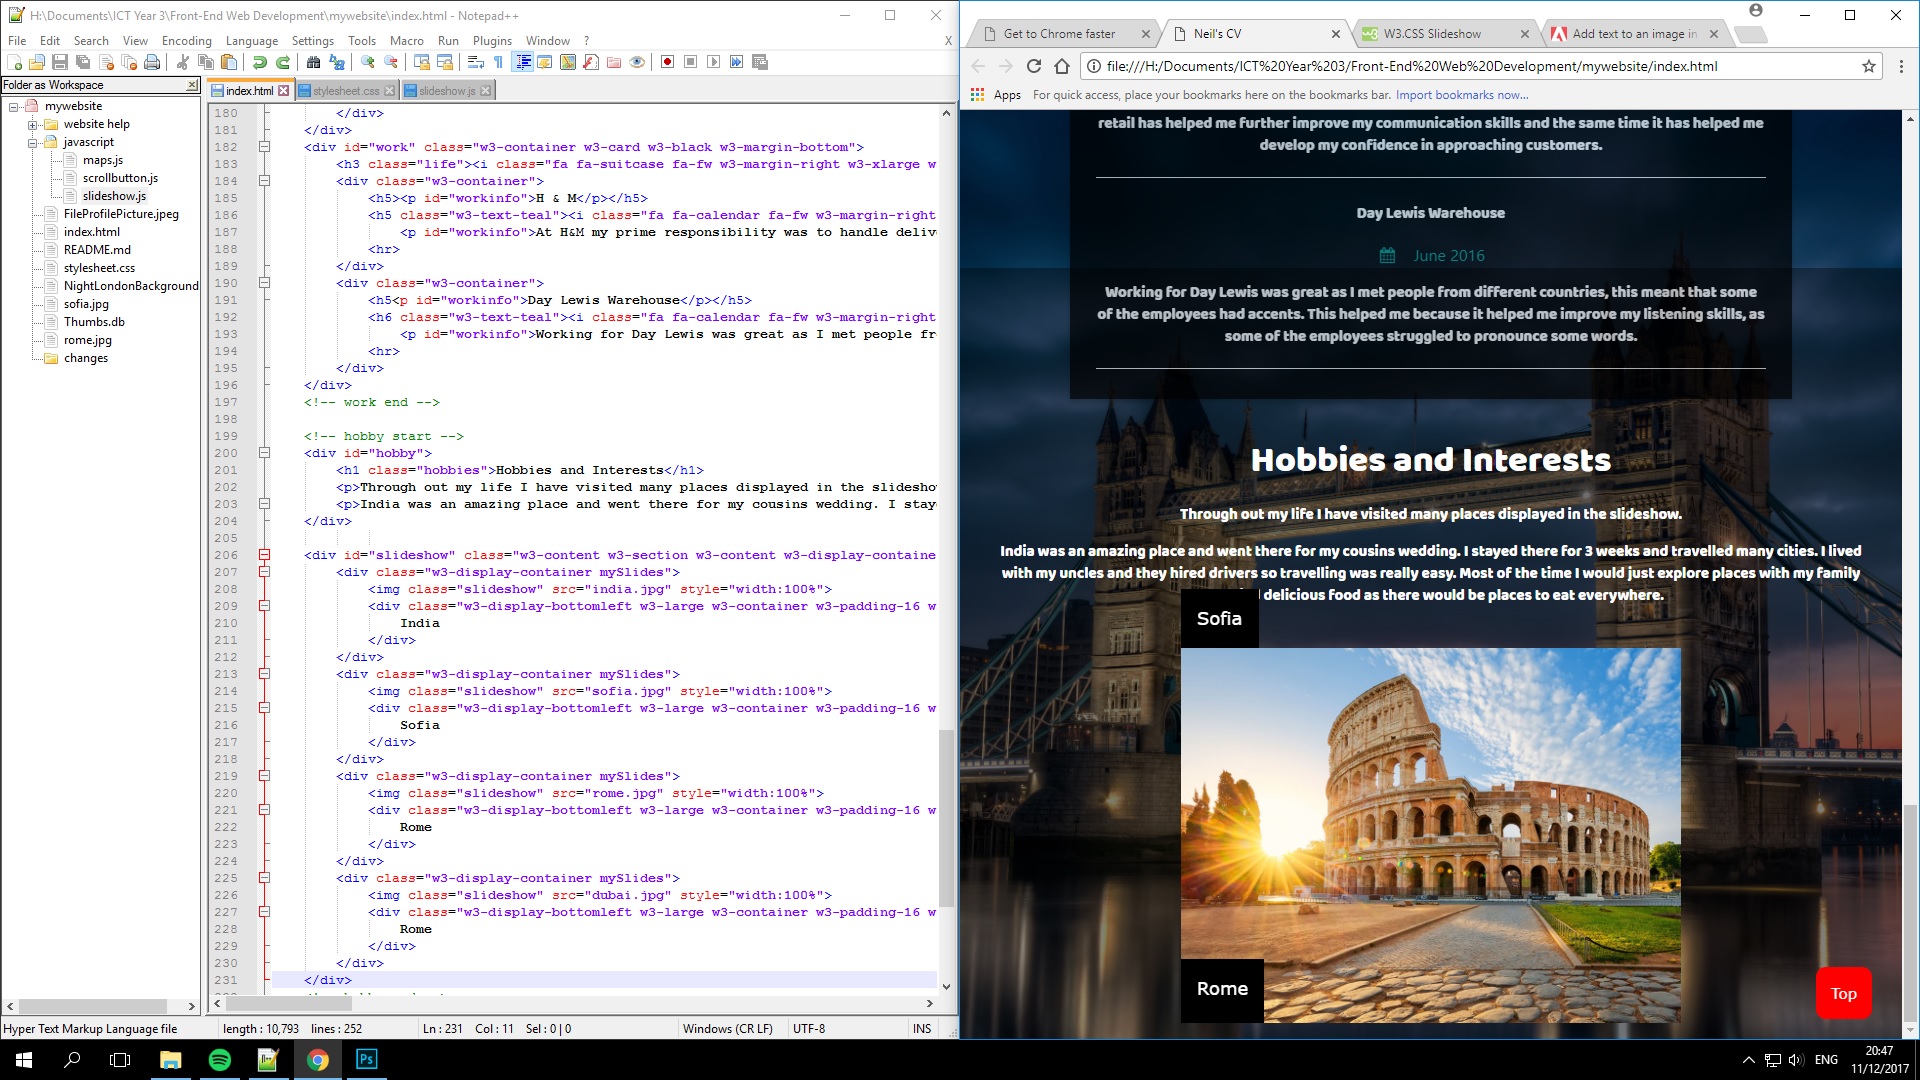 H:\Documents\ICT Year 3\Front-End Web Development\mywebsite\index.html - Notepad++
File Edit Search View Encoding Language Settings Tools Macro Run Plugins Window ? X
Folder as Workspace
mywebsite
website help
javascript
maps.js
scrollbutton.js
slideshow.js
FileProfilePicture.jpeg
index.html
README.md
stylesheet.css
NightLondonBackground
sofia.jpg
Thumbs.db
rome.jpg
changes
index.html stylesheet.css slideshow.js
180 </div>
181 </div>
182 <div id="work" class="w3-container w3-card w3-black w3-margin-bottom">
183 <h3 class="life"><i class="fa fa-suitcase fa-fw w3-margin-right w3-xlarge w
184 <div class="w3-container">
185 <h5><p id="workinfo">H & M</p></h5>
186 <h5 class="w3-text-teal"><i class="fa fa-calendar fa-fw w3-margin-right
187 <p id="workinfo">At H&M my prime responsibility was to handle deliv
188 <hr>
189 </div>
190 <div class="w3-container">
191 <h5<p id="workinfo">Day Lewis Warehouse</p></h5>
192 <h6 class="w3-text-teal"><i class="fa fa-calendar fa-fw w3-margin-right
193 <p id="workinfo">Working for Day Lewis was great as I met people fr
194 <hr>
195 </div>
196 </div>
197 <!-- work end -->
198
199 <!-- hobby start -->
200 <div id="hobby">
201 <h1 class="hobbies">Hobbies and Interests</h1>
202 <p>Through out my life I have visited many places displayed in the slidesho
203 <p>India was an amazing place and went there for my cousins wedding. I stay
204 </div>
205
206 <div id="slideshow" class="w3-content w3-section w3-content w3-display-containe
207 <div class="w3-display-container mySlides">
208 <img class="slideshow" src="india.jpg" style="width:100%">
209 <div class="w3-display-bottomleft w3-large w3-container w3-padding-16 w
210 India
211 </div>
212 </div>
213 <div class="w3-display-container mySlides">
214 <img class="slideshow" src="sofia.jpg" style="width:100%">
215 <div class="w3-display-bottomleft w3-large w3-container w3-padding-16 w
216 Sofia
217 </div>
218 </div>
219 <div class="w3-display-container mySlides">
220 <img class="slideshow" src="rome.jpg" style="width:100%">
221 <div class="w3-display-bottomleft w3-large w3-container w3-padding-16 w
222 Rome
223 </div>
224 </div>
225 <div class="w3-display-container mySlides">
226 <img class="slideshow" src="dubai.jpg" style="width:100%">
227 <div class="w3-display-bottomleft w3-large w3-container w3-padding-16 w
228 Rome
229 </div>
230 </div>
231 </div>
Hyper Text Markup Language file length : 10,793 lines : 252 Ln : 231 Col : 11 Sel : 0 | 0 Windows (CR LF) UTF-8 INS
Get to Chrome faster Neil's CV W3.CSS Slideshow Add text to an image in
file:///H:/Documents/ICT%20Year%203/Front-End%20Web%20Development/mywebsite/index.html
Apps For quick access, place your bookmarks here on the bookmarks bar. Import bookmarks now...
retail has helped me further improve my communication skills and the same time it has helped me
develop my confidence in approaching customers.
Day Lewis Warehouse
June 2016
Working for Day Lewis was great as I met people from different countries, this meant that some
of the employees had accents. This helped me because it helped me improve my listening skills, as
some of the employees struggled to pronounce some words.
Hobbies and Interests
Through out my life I have visited many places displayed in the slideshow.
India was an amazing place and went there for my cousins wedding. I stayed there for 3 weeks and travelled many cities. I lived
with my uncles and they hired drivers so travelling was really easy. Most of the time I would just explore places with my family
delicious food as there would be places to eat everywhere.
Sofia
Rome
Top
Ps
ENG
20:47
11/12/2017